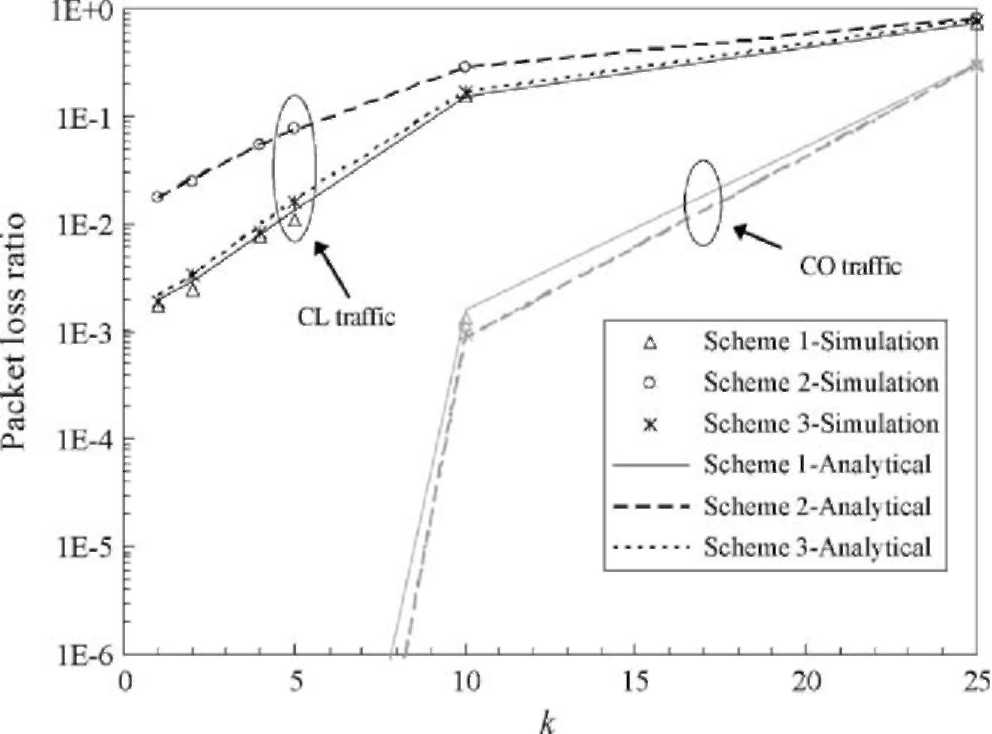 1E+0
1E-1
1E-2
1E-3
1E-4
1E-5
1E-6
Packet loss ratio
0
5
10
15
20
25
k
CL traffic
CO traffic
Scheme 1-Simulation
Scheme 2-Simulation
Scheme 3-Simulation
Scheme 1-Analytical
Scheme 2-Analytical
Scheme 3-Analytical